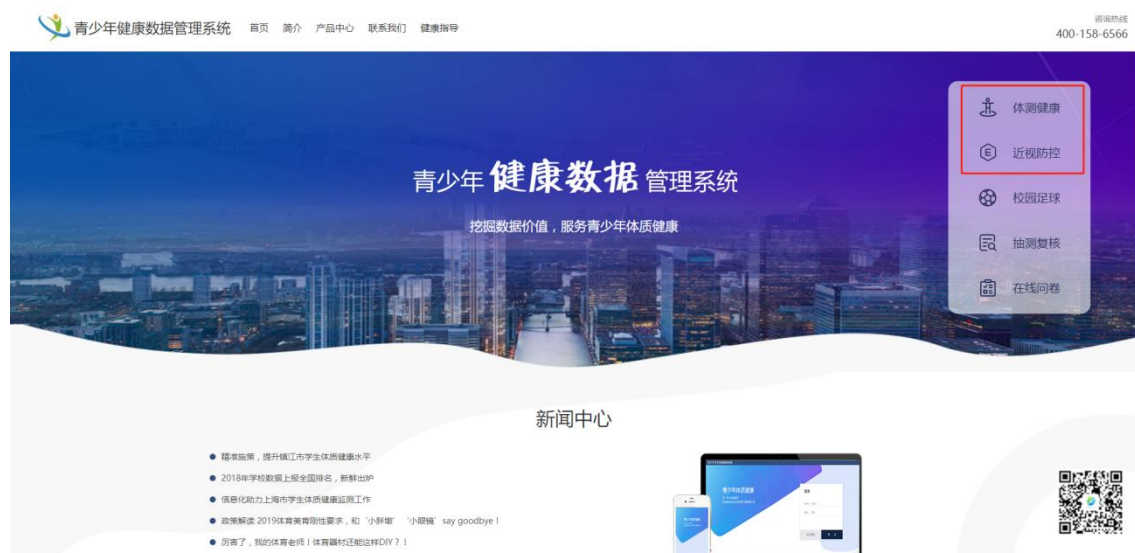 青少年健康数据管理系统 首页 简介 产品中心 联系我们 健康指导
咨询热线
400-158-6566
体测健康
近视防控
校园足球
抽测复核
在线问卷
青少年健康数据管理系统
挖掘数据价值，服务青少年体质健康
新闻中心
精准施策，提升镇江市学生体质健康水平
2018年学校数据上报全国排名，新鲜出炉
信息化助力上海市学生体质健康监测工作
政策解读 2019体育美育刚性要求，和‘小胖墩’‘小眼镜’say goodbye！
厉害了，我的体育老师！体育器材还能这样DIY？！